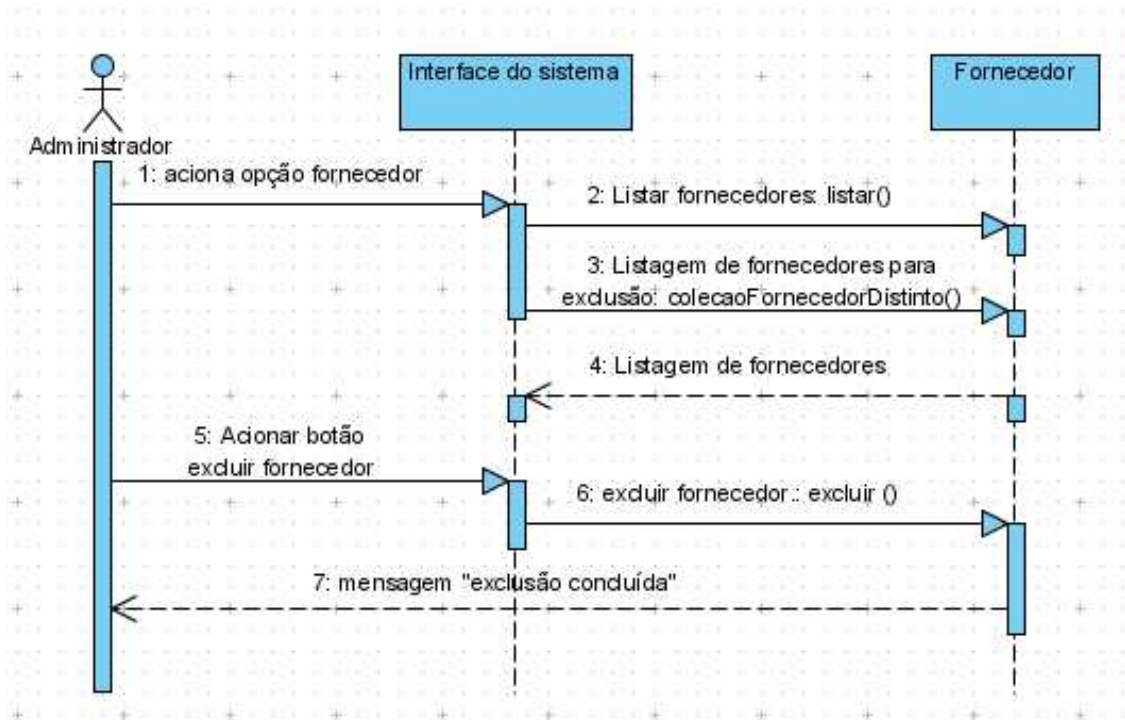 Interface do sistema
Fornecedor
Administrador
1: aciona opção fornecedor
2: Listar fornecedores: listar()
3: Listagem de fornecedores para
exclusão: colecaoFornecedorDistinto()
4: Listagem de fornecedores
5: Acionar botão
excluir fornecedor
6: excluir fornecedor : excluir ()
7: mensagem "exclusão concluída"